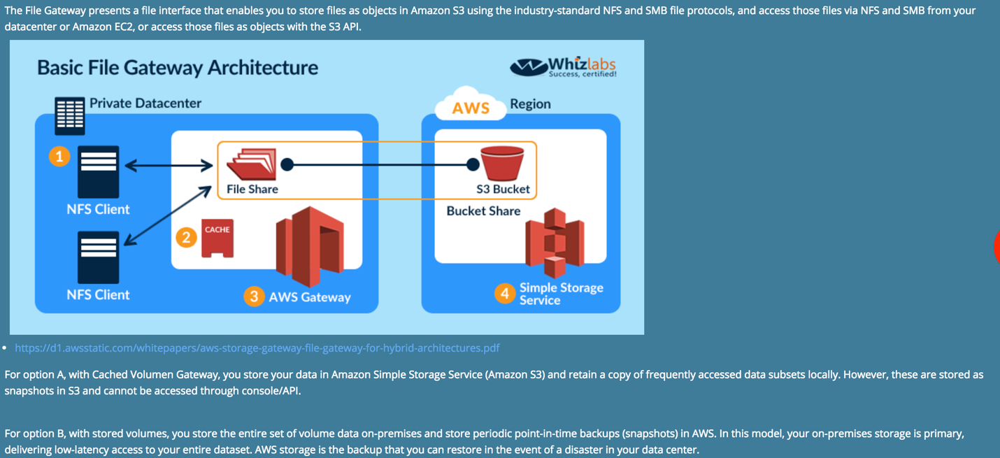 The File Gateway presents a file interface that enables you to store files as objects in Amazon S3 using the industry-standard NFS and SMB file protocols, and access those files via NFS and SMB from your
datacenter or Amazon EC2, or access those files as objects with the S3 API.
Basic File Gateway Architecture
Whizlabs
Success, certified!
Private Datacenter
AWS
Region
1
NFS Client
File Share
S3 Bucket
Bucket Share
2
CACHE
NFS Client
3
AWS Gateway
4
Simple Storage
Service
• https://d1.awsstatic.com/whitepapers/aws-storage-gateway-file-gateway-for-hybrid-architectures.pdf
For option A, with Cached Volumen Gateway, you store your data in Amazon Simple Storage Service (Amazon S3) and retain a copy of frequently accessed data subsets locally. However, these are stored as
snapshots in S3 and cannot be accessed through console/API.
For option B, with stored volumes, you store the entire set of volume data on-premises and store periodic point-in-time backups (snapshots) in AWS. In this model, your on-premises storage is primary,
delivering low-latency access to your entire dataset. AWS storage is the backup that you can restore in the event of a disaster in your data center.